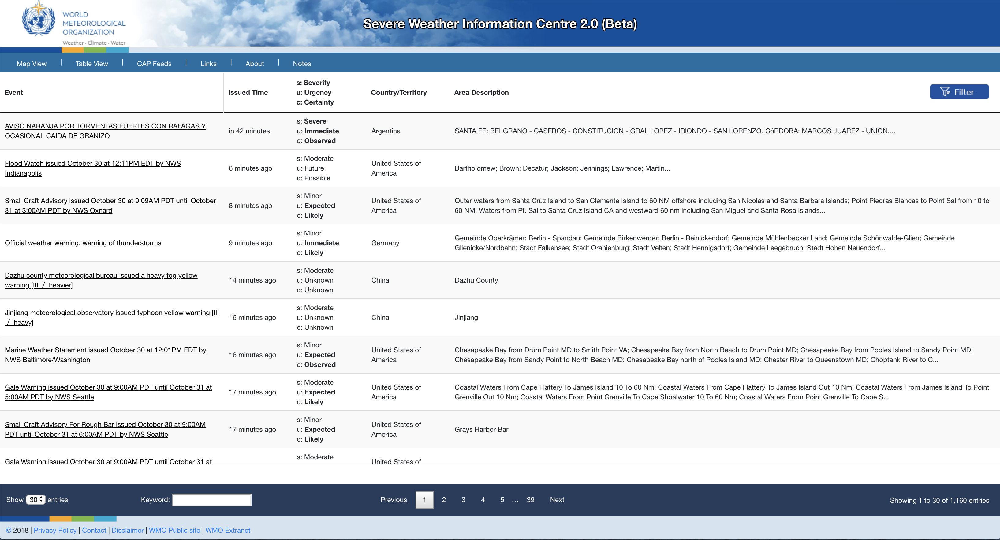 WORLD
METEOROLOGICAL
ORGANIZATION
Weather · Climate · Water
Severe Weather Information Centre 2.0 (Beta)
Map View | Table View | CAP Feeds | Links | About | Notes
Event
Issued Time
s: Severity
u: Urgency
c: Certainty
Country/Territory
Area Description
Filter
AVISO NARANJA POR TORMENTAS FUERTES CON RAFAGAS Y
OCASIONAL CAIDA DE GRANIZO
in 42 minutes
s: Severe
u: Immediate
c: Observed
Argentina
SANTA FE: BELGRANO - CASEROS - CONSTITUCION - GRAL LOPEZ - IRIONDO - SAN LORENZO. CóRDOBA: MARCOS JUAREZ - UNION....
Flood Watch issued October 30 at 12:11PM EDT by NWS
Indianapolis
6 minutes ago
s: Moderate
u: Future
c: Possible
United States of
America
Bartholomew; Brown; Decatur; Jackson; Jennings; Lawrence; Martin...
Small Craft Advisory issued October 30 at 9:09AM PDT until October
31 at 3:00AM PDT by NWS Oxnard
8 minutes ago
s: Minor
u: Expected
c: Likely
United States of
America
Outer waters from Santa Cruz Island to San Clemente Island to 60 NM offshore including San Nicolas and Santa Barbara Islands; Point Piedras Blancas to Point Sal from 10 to
60 NM; Waters from Pt. Sal to Santa Cruz Island CA and westward 60 nm including San Miguel and Santa Rosa Islands...
Official weather warning: warning of thunderstorms
9 minutes ago
s: Minor
u: Immediate
c: Likely
Germany
Gemeinde Oberkrämer; Berlin - Spandau; Gemeinde Birkenwerder; Berlin - Reinickendorf; Gemeinde Mühlenbecker Land; Gemeinde Schönwalde-Glien; Gemeinde
Glienicke/Nordbahn; Stadt Falkensee; Stadt Oranienburg; Stadt Velten; Stadt Hennigsdorf; Gemeinde Leegebruch; Stadt Hohen Neuendorf...
Dazhu county meteorological bureau issued a heavy fog yellow
warning [III / heavier]
14 minutes ago
s: Moderate
u: Unknown
c: Unknown
China
Dazhu County
Jinjiang meteorological observatory issued typhoon yellow warning [III
/ heavy]
16 minutes ago
s: Moderate
u: Unknown
c: Unknown
China
Jinjiang
Marine Weather Statement issued October 30 at 12:01PM EDT by
NWS Baltimore/Washington
16 minutes ago
s: Minor
u: Expected
c: Observed
United States of
America
Chesapeake Bay from Drum Point MD to Smith Point VA; Chesapeake Bay from North Beach to Drum Point MD; Chesapeake Bay from Pooles Island to Sandy Point MD;
Chesapeake Bay from Sandy Point to North Beach MD; Chesapeake Bay north of Pooles Island MD; Chester River to Queenstown MD; Choptank River to C...
Gale Warning issued October 30 at 9:00AM PDT until October 31 at
5:00AM PDT by NWS Seattle
17 minutes ago
s: Moderate
u: Expected
c: Likely
United States of
America
Coastal Waters From Cape Flattery To James Island 10 To 60 Nm; Coastal Waters From Cape Flattery To James Island Out 10 Nm; Coastal Waters From James Island To Point
Grenville Out 10 Nm; Coastal Waters From Point Grenville To Cape Shoalwater 10 To 60 Nm; Coastal Waters From Point Grenville To Cape S...
Small Craft Advisory For Rough Bar issued October 30 at 9:00AM
PDT until October 31 at 6:00AM PDT by NWS Seattle
17 minutes ago
s: Minor
u: Expected
c: Likely
United States of
America
Grays Harbor Bar
Gale Warning issued October 30 at 9:00AM PDT until October 31 at
s: Moderate
United States of
Show 30 entries
Keyword:
Previous 1 2 3 4 5 ... 39 Next
Showing 1 to 30 of 1,160 entries
© 2018 | Privacy Policy | Contact | Disclaimer | WMO Public site | WMO Extranet